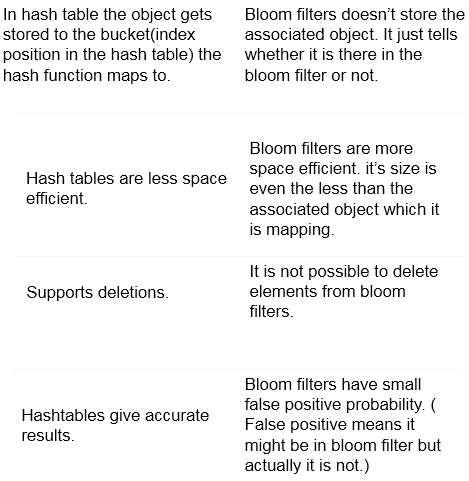 In hash table the object gets
stored to the bucket(index
position in the hash table) the
hash function maps to.
Bloom filters doesn't store the
associated object. It just tells
whether it is there in the
bloom filter or not.
Hash tables are less space
efficient.
Bloom filters are more
space efficient. it's size is
even the less than the
associated object which it
is mapping.
Supports deletions.
It is not possible to delete
elements from bloom
filters.
Hashtables give accurate
results.
Bloom filters have small
false positive probability. (
False positive means it
might be in bloom filter but
actually it is not.)